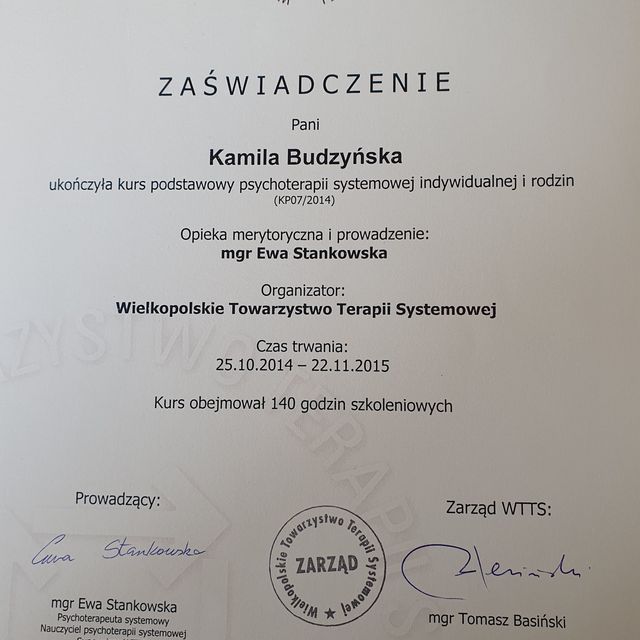 ZAŚWIADCZENIE
Pani
Kamila Budzyńska
ukończyła kurs podstawowy psychoterapii systemowej indywidualnej i rodzin
(KP07/2014)
Opieka merytoryczna i prowadzenie:
mgr Ewa Stankowska
Organizator:
Wielkopolskie Towarzystwo Terapii Systemowej
Czas trwania:
25.10.2014 – 22.11.2015
Kurs obejmował 140 godzin szkoleniowych
Prowadzący:
Ewa Stankowska
mgr Ewa Stankowska
Psychoterapeuta systemowy
Nauczyciel psychoterapii systemowej
Wielkopolskie Towarzystwo Terapii Systemowej
ZARZĄD
Zarząd WTTS:
mgr Tomasz Basiński